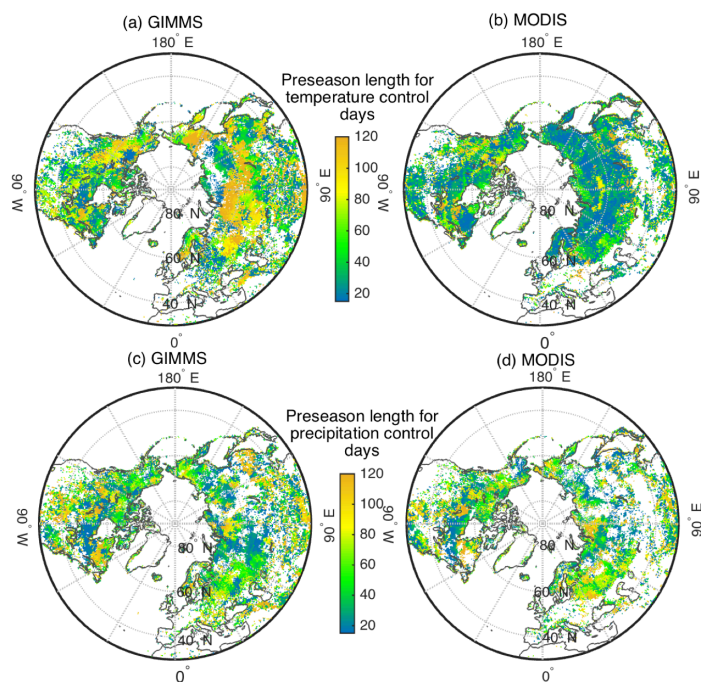 (a) GIMMS
(b) MODIS
180° E
180° E
Preseason length for
temperature control
days
120
100
80
60
40
20
90° W
90° E
90° W
90° E
80 N
60 N
40 N
0°
80 N
60 N
40 N
0°
(c) GIMMS
(d) MODIS
180° E
180° E
Preseason length for
precipitation control
days
120
100
80
60
40
20
90° W
90° E
90° W
90° E
80 N
60 N
40 N
0°
80 N
60 N
40 N
0°